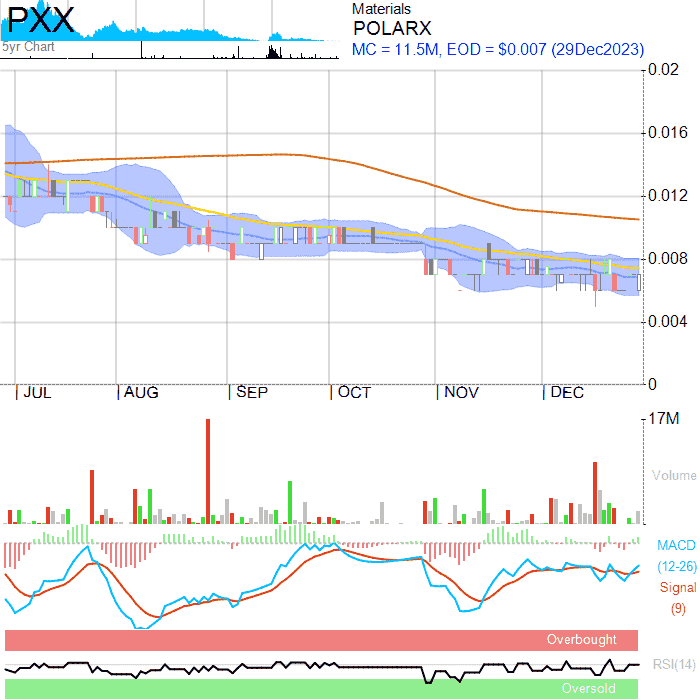 PXX
5yr Chart
Materials
POLARX
MC = 11.5M, EOD = $0.007 (29Dec2023)
0.02
0.016
0.012
0.008
0.004
0
JUL AUG SEP OCT NOV DEC
17M
Volume
MACD
(12-26)
Signal
(9)
Overbought
RSI(14)
Oversold